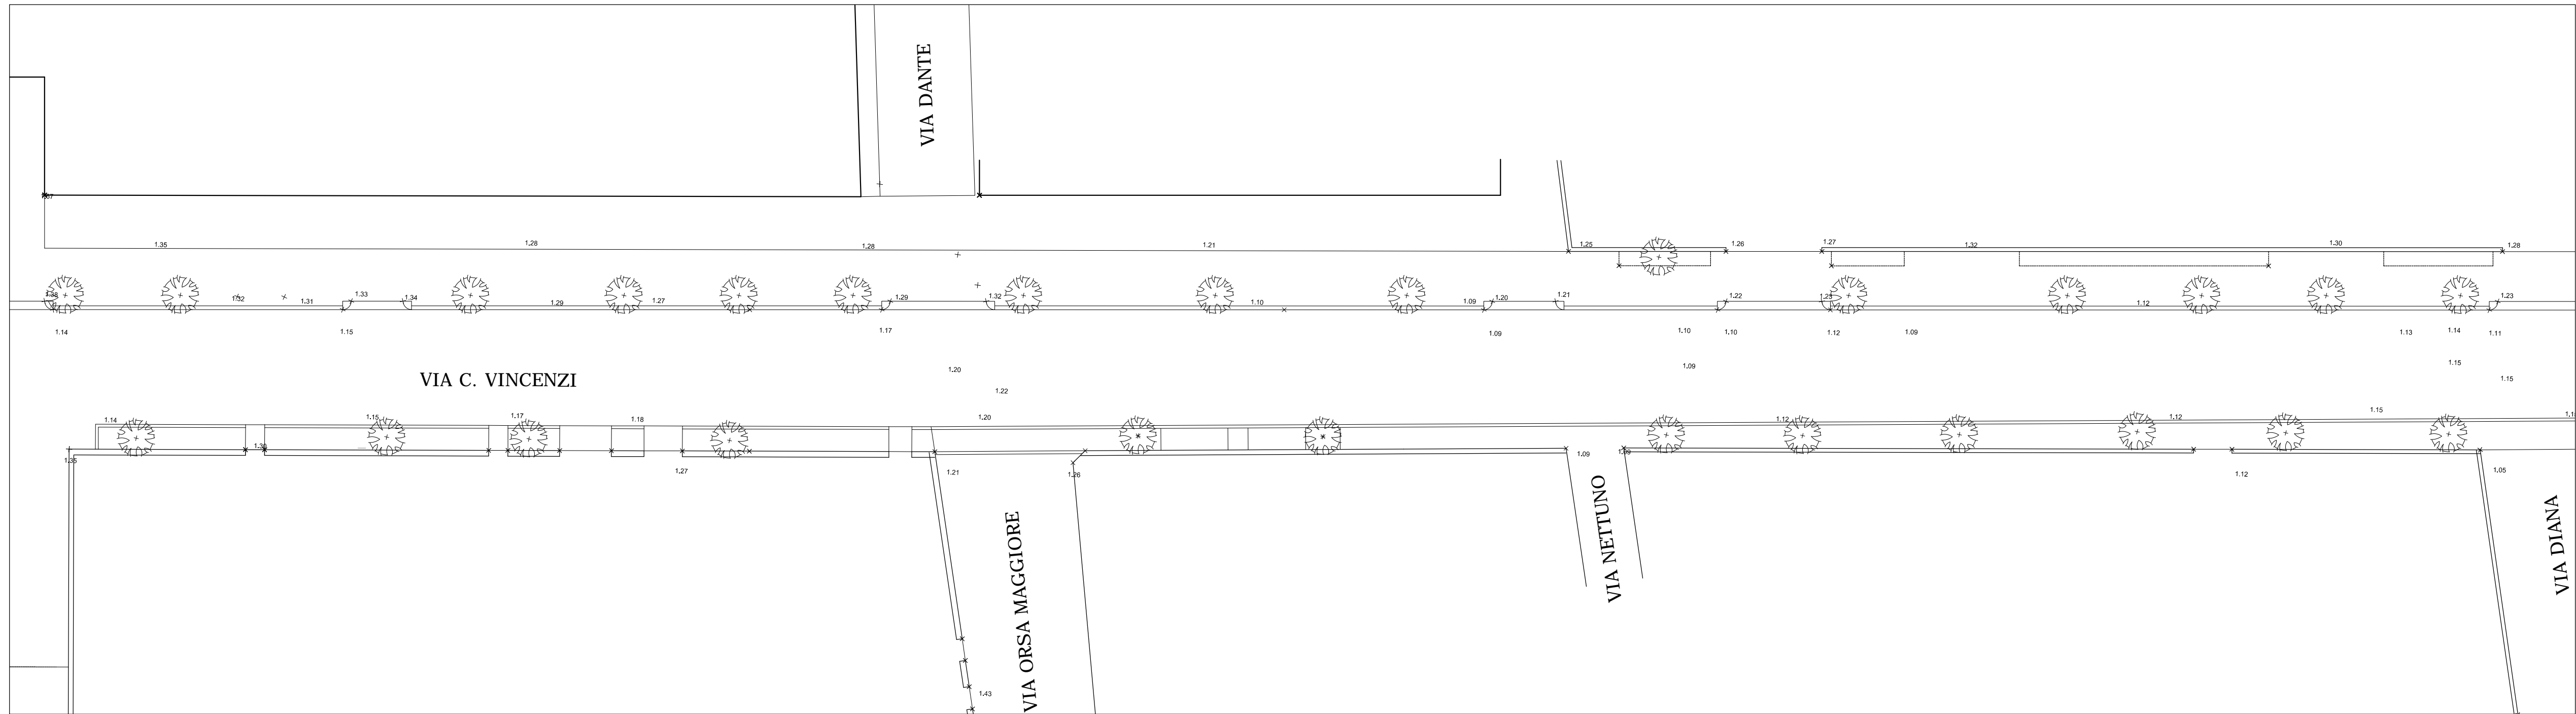 VIA DANTE
1.35 1.28 1.28 1.21 1.25 1.26 1.27 1.32 1.30 1.28
1.32 1.31 1.33 1.34 1.29 1.27 1.29 1.32 1.10 1.09 1.20 1.21 1.22 1.12 1.23
1.14 1.15 1.17 1.09 1.10 1.10 1.12 1.09 1.13 1.14 1.11
1.20 1.09 1.15 1.15
VIA C. VINCENZI
1.22
1.14 1.15 1.17 1.18 1.20 1.12 1.12 1.15
1.35 1.30 1.27 1.21 1.26 1.09 1.12 1.05
VIA ORSA MAGGIORE
VIA NETTUNO
VIA DIANA
1.43